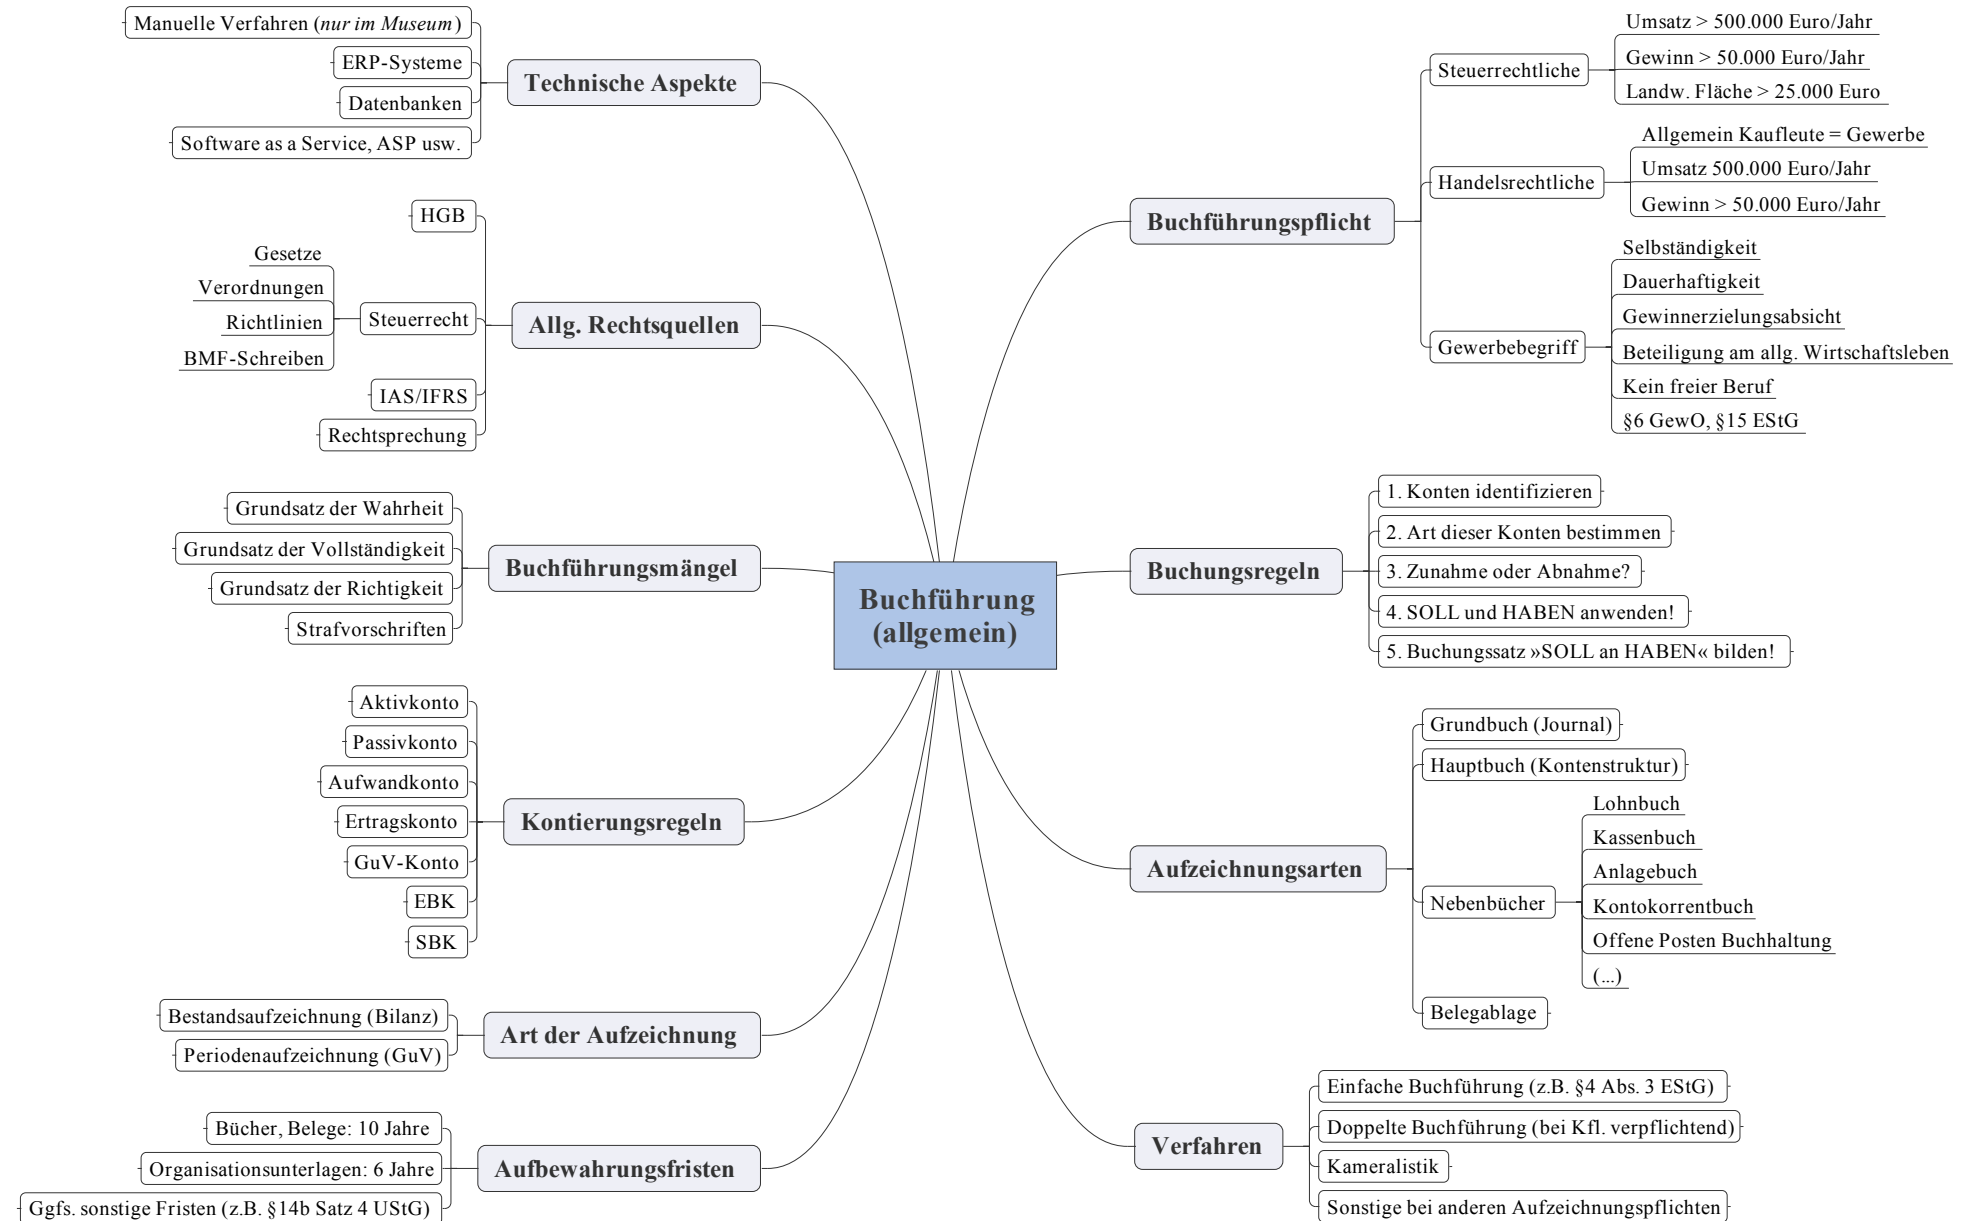 Buchführung
(allgemein)
Technische Aspekte
Manuelle Verfahren (nur im Museum)
ERP-Systeme
Datenbanken
Software as a Service, ASP usw.
Allg. Rechtsquellen
HGB
Steuerrecht
Gesetze
Verordnungen
Richtlinien
BMF-Schreiben
IAS/IFRS
Rechtsprechung
Buchführungsmängel
Grundsatz der Wahrheit
Grundsatz der Vollständigkeit
Grundsatz der Richtigkeit
Strafvorschriften
Kontierungsregeln
Aktivkonto
Passivkonto
Aufwandkonto
Ertragskonto
GuV-Konto
EBK
SBK
Art der Aufzeichnung
Bestandsaufzeichnung (Bilanz)
Periodenaufzeichnung (GuV)
Aufbewahrungsfristen
Bücher, Belege: 10 Jahre
Organisationsunterlagen: 6 Jahre
Ggfs. sonstige Fristen (z.B. §14b Satz 4 UStG)
Buchführungspflicht
Steuerrechtliche
Umsatz > 500.000 Euro/Jahr
Gewinn > 50.000 Euro/Jahr
Landw. Fläche > 25.000 Euro
Handelsrechtliche
Allgemein Kaufleute = Gewerbe
Umsatz 500.000 Euro/Jahr
Gewinn > 50.000 Euro/Jahr
Gewerbebegriff
Selbständigkeit
Dauerhaftigkeit
Gewinnerzielungsabsicht
Beteiligung am allg. Wirtschaftsleben
Kein freier Beruf
§6 GewO, §15 EStG
Buchungsregeln
1. Konten identifizieren
2. Art dieser Konten bestimmen
3. Zunahme oder Abnahme?
4. SOLL und HABEN anwenden!
5. Buchungssatz »SOLL an HABEN« bilden!
Aufzeichnungsarten
Grundbuch (Journal)
Hauptbuch (Kontenstruktur)
Nebenbücher
Lohnbuch
Kassenbuch
Anlagebuch
Kontokorrentbuch
Offene Posten Buchhaltung
(...)
Belegablage
Verfahren
Einfache Buchführung (z.B. §4 Abs. 3 EStG)
Doppelte Buchführung (bei Kfl. verpflichtend)
Kameralistik
Sonstige bei anderen Aufzeichnungspflichten